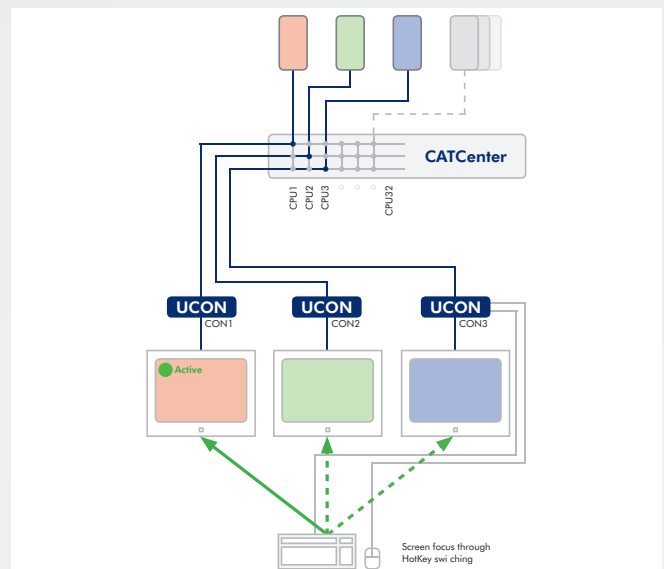 CATCenter
CPU1
CPU2
CPU3
CPU32
UCON
UCON
UCON
CON1
CON2
CON3
Active
Screen focus through
HotKey swi ching